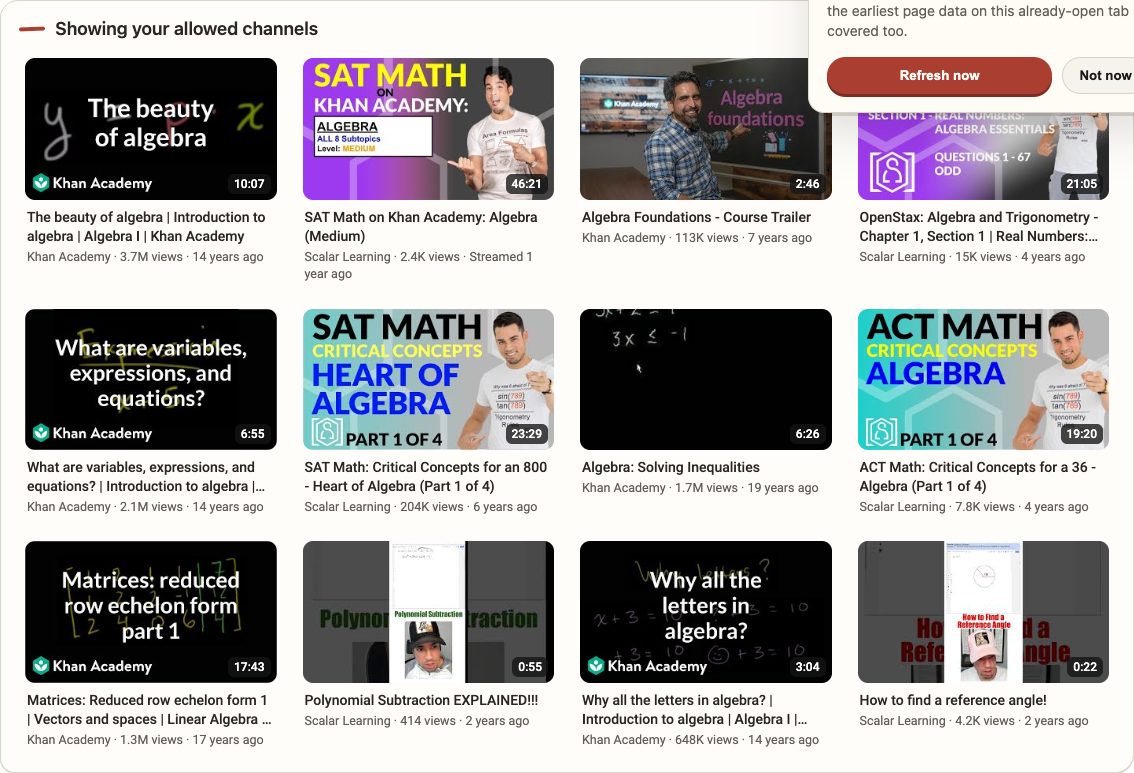 Showing your allowed channels
the earliest page data on this already-open tab
covered too.
Refresh now
Not now
The beauty
of algebra
Khan Academy
10:07
The beauty of algebra | Introduction to
algebra | Algebra I | Khan Academy
Khan Academy · 3.7M views · 14 years ago
SAT MATH
ON
KHAN ACADEMY:
ALGEBRA
ALL 8 Subtopics
Level: MEDIUM
Area Formulas
46:21
SAT Math on Khan Academy: Algebra
(Medium)
Scalar Learning · 2.4K views · Streamed 1
year ago
Khan Academy
Algebra
foundations
2:46
Algebra Foundations - Course Trailer
Khan Academy · 113K views · 7 years ago
SECTION 1 - REAL NUMBERS:
ALGEBRA ESSENTIALS
QUESTIONS 1 - 67
ODD
21:05
OpenStax: Algebra and Trigonometry -
Chapter 1, Section 1 | Real Numbers:...
Scalar Learning · 15K views · 4 years ago
What are variables,
expressions, and
equations?
Khan Academy
6:55
What are variables, expressions, and
equations? | Introduction to algebra |...
Khan Academy · 2.1M views · 14 years ago
SAT MATH
CRITICAL CONCEPTS
HEART OF
ALGEBRA
PART 1 OF 4
sin(789)
tan(789)
23:29
SAT Math: Critical Concepts for an 800
- Heart of Algebra (Part 1 of 4)
Scalar Learning · 204K views · 6 years ago
3x ≤ -1
6:26
Algebra: Solving Inequalities
Khan Academy · 1.7M views · 19 years ago
ACT MATH
CRITICAL CONCEPTS
ALGEBRA
PART 1 OF 4
sin(789)
tan(789)
19:20
ACT Math: Critical Concepts for a 36 -
Algebra (Part 1 of 4)
Scalar Learning · 7.8K views · 4 years ago
Matrices: reduced
row echelon form
part 1
Khan Academy
17:43
Matrices: Reduced row echelon form 1
| Vectors and spaces | Linear Algebra ...
Khan Academy · 1.3M views · 17 years ago
Polynomial Subtraction
0:55
Polynomial Subtraction EXPLAINED!!!
Scalar Learning · 414 views · 2 years ago
Why all the
letters in
algebra?
Khan Academy
3:04
Why all the letters in algebra? |
Introduction to algebra | Algebra I |...
Khan Academy · 648K views · 14 years ago
How to Find a
Reference Angle
0:22
How to find a reference angle!
Scalar Learning · 4.2K views · 2 years ago